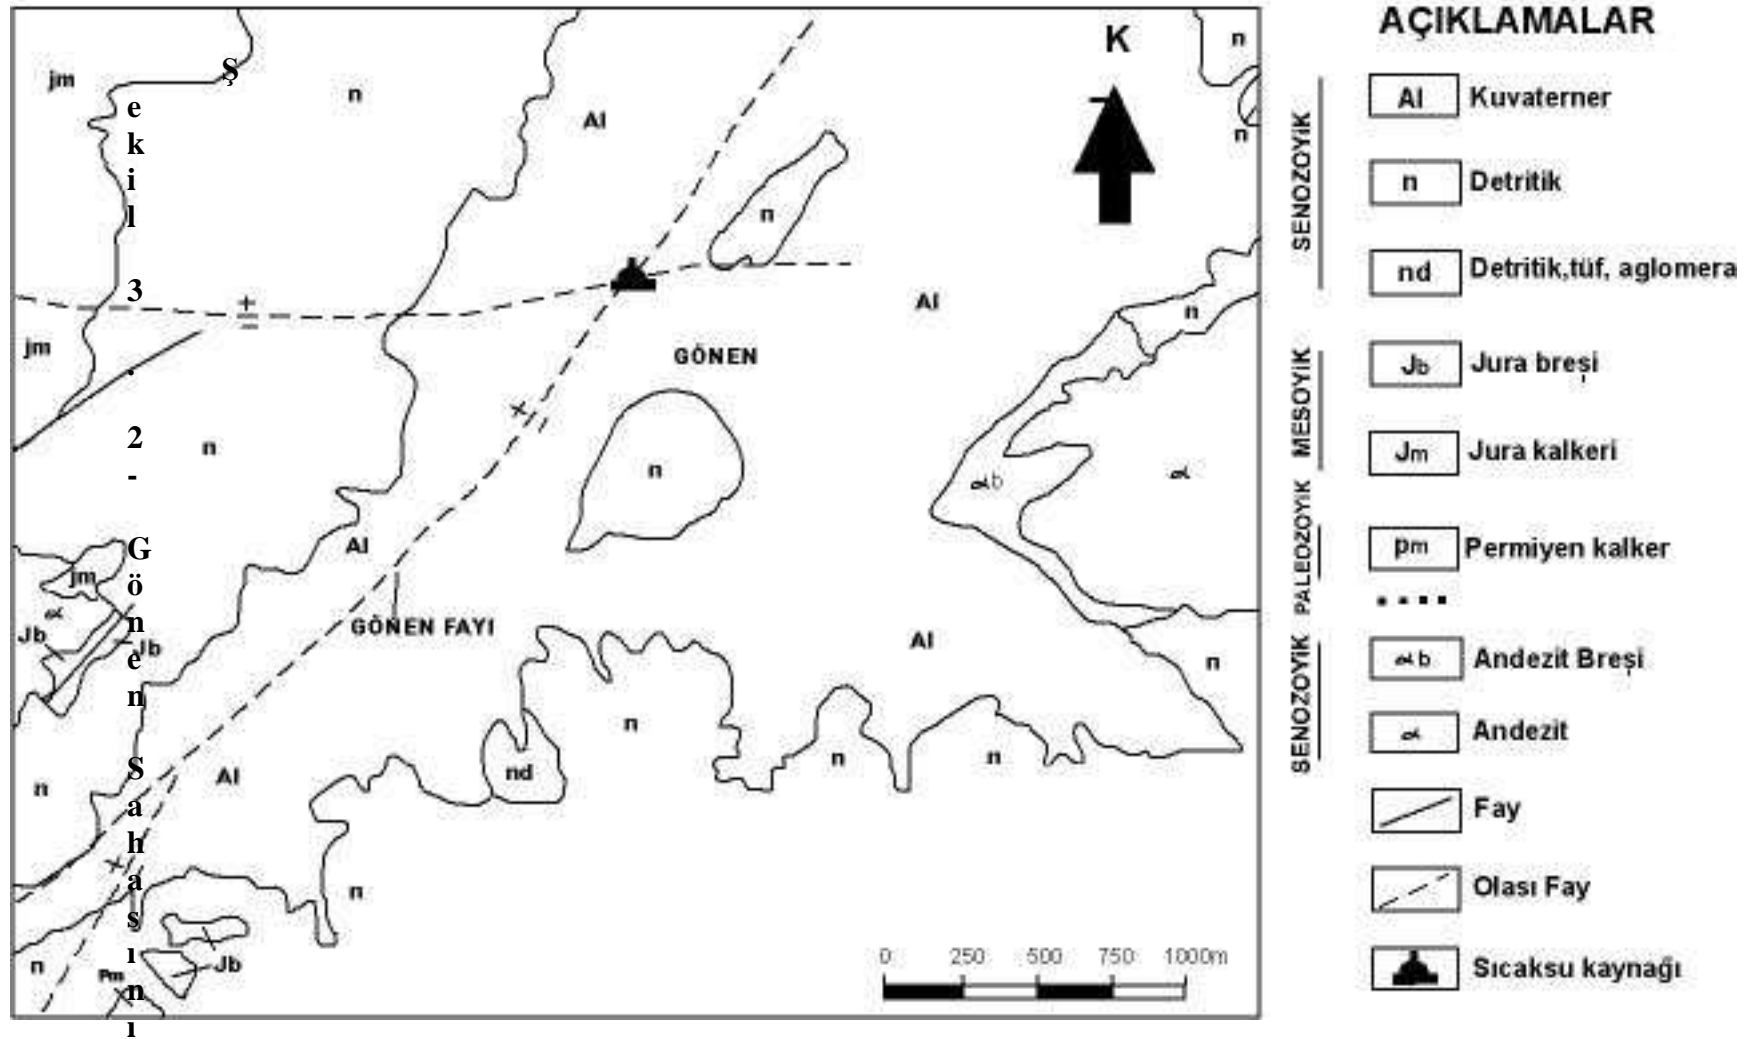 AÇIKLAMALAR
K
jm
n
Al
n
n
n
n
jm
Al
n
GÖNEN
n
n
αb
α
Al
jm
α
Jb
Jb
GÖNEN FAYI
Al
n
n
n
n
n
nd
Al
n
n
n
Pm
Jb
0 250 500 750 1000m
Şekil 3.2- Gönen Sahasını
SENOZOYİK
Al Kuvaterner
n Detritik
nd Detritik,tüf, aglomera
MESOYİK
Jb Jura breşi
Jm Jura kalkeri
PALEOZOYİK
Pm Permiyen kalker
SENOZOYİK
αb Andezit Breşi
α Andezit
Fay
Olası Fay
Sıcaksu kaynağı